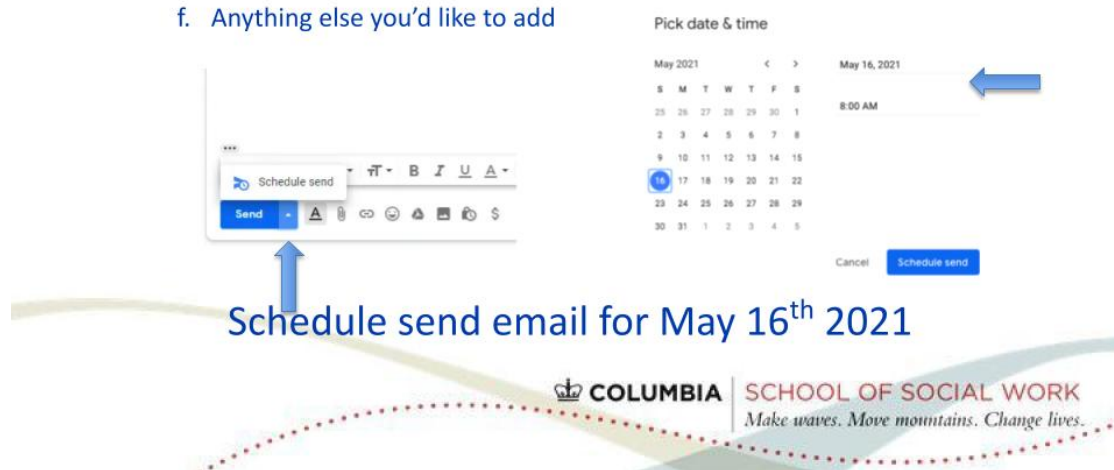 f. Anything else you'd like to add
Schedule send
B I U A
Send A $
Pick date & time
May 2021 < >
S M T W T F S
25 26 27 28 29 30 1
2 3 4 5 6 7 8
9 10 11 12 13 14 15
16 17 18 19 20 21 22
23 24 25 26 27 28 29
30 31 1 2 3 4 5
May 16, 2021
8:00 AM
Cancel Schedule send
Schedule send email for May 16th 2021
COLUMBIA SCHOOL OF SOCIAL WORK
Make waves. Move mountains. Change lives.